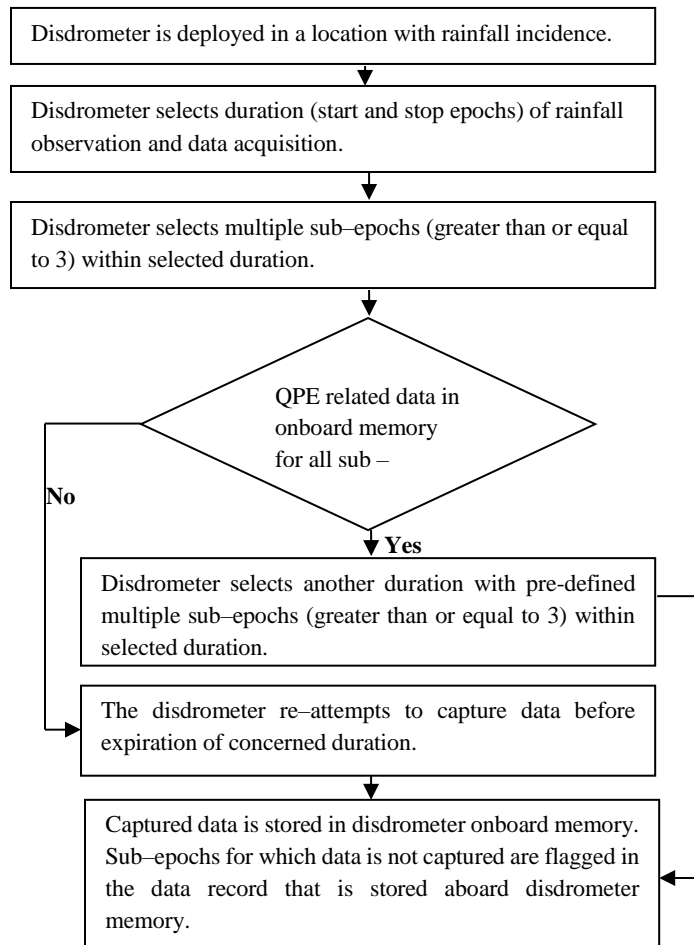 Disdrometer is deployed in a location with rainfall incidence.
Disdrometer selects duration (start and stop epochs) of rainfall
observation and data acquisition.
Disdrometer selects multiple sub–epochs (greater than or equal
to 3) within selected duration.
QPE related data in
onboard memory
for all sub –
No
Yes
Disdrometer selects another duration with pre-defined
multiple sub–epochs (greater than or equal to 3) within
selected duration.
The disdrometer re–attempts to capture data before
expiration of concerned duration.
Captured data is stored in disdrometer onboard memory.
Sub–epochs for which data is not captured are flagged in
the data record that is stored aboard disdrometer
memory.